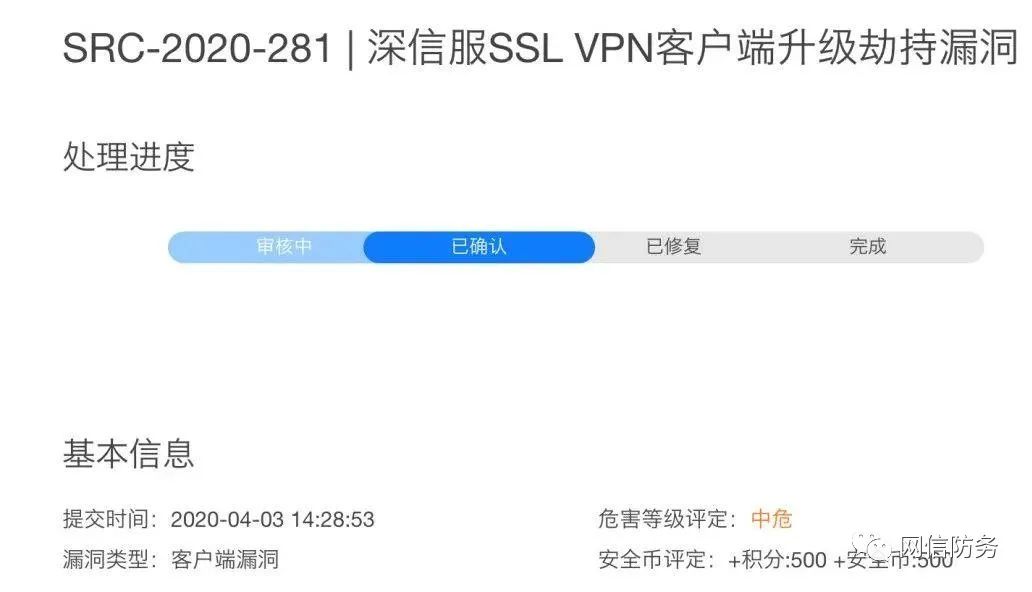 SRC-2020-281 | 深信服SSL VPN客户端升级劫持漏洞
处理进度
审核中 已确认 已修复 完成
基本信息
提交时间：2020-04-03 14:28:53 危害等级评定：中危
漏洞类型：客户端漏洞 安全币评定：+积分:500 +安全币:500
网信防务